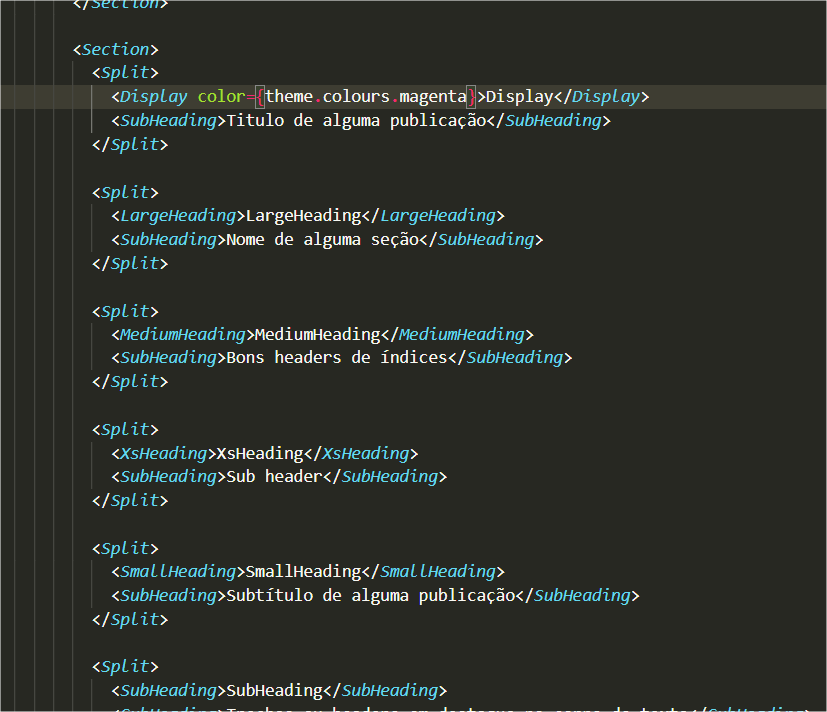 </Section>
<Section>
<Split>
<Display color={theme.colours.magenta}>Display</Display>
<SubHeading>Titulo de alguma publicação</SubHeading>
</Split>
<Split>
<LargeHeading>LargeHeading</LargeHeading>
<SubHeading>Nome de alguma seção</SubHeading>
</Split>
<Split>
<MediumHeading>MediumHeading</MediumHeading>
<SubHeading>Bons headers de índices</SubHeading>
</Split>
<Split>
<XsHeading>XsHeading</XsHeading>
<SubHeading>Sub header</SubHeading>
</Split>
<Split>
<SmallHeading>SmallHeading</SmallHeading>
<SubHeading>Subtítulo de alguma publicação</SubHeading>
</Split>
<Split>
<SubHeading>SubHeading</SubHeading>